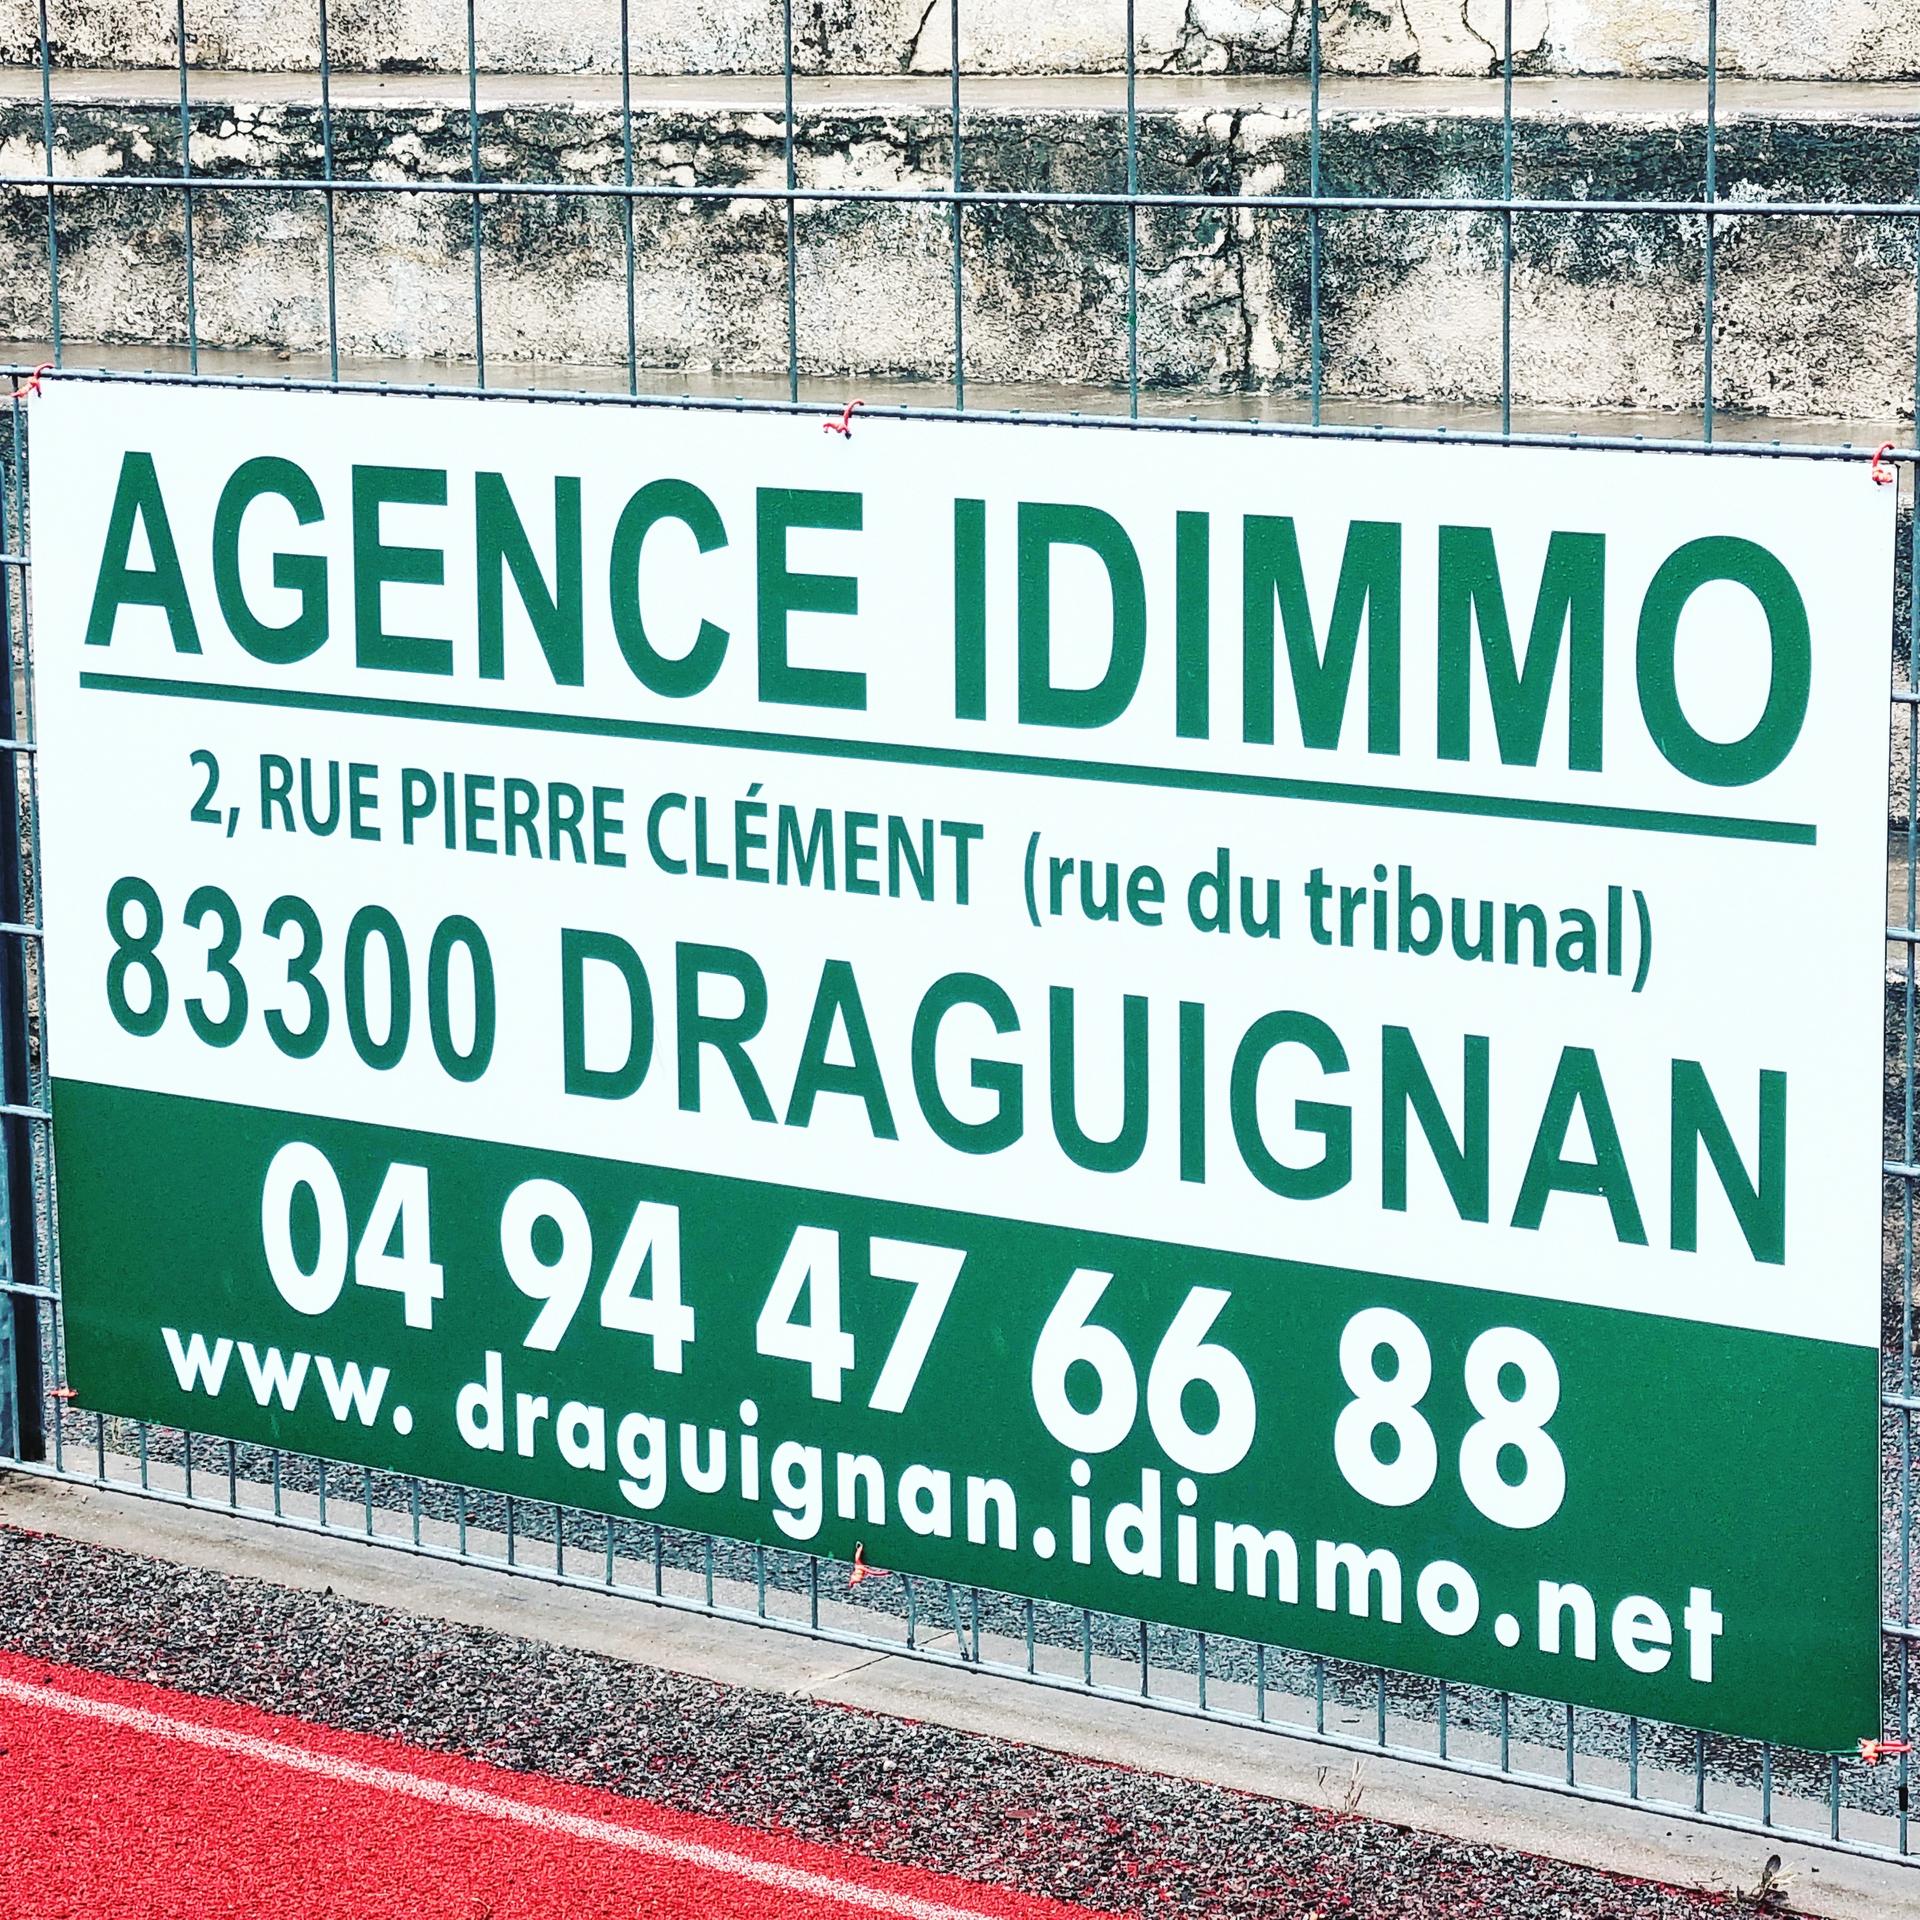 AGENCE IDIMMO
2, RUE PIERRE CLÉMENT (rue du tribunal)
83300 DRAGUIGNAN
04 94 47 66 88
www. draguignan.idimmo.net